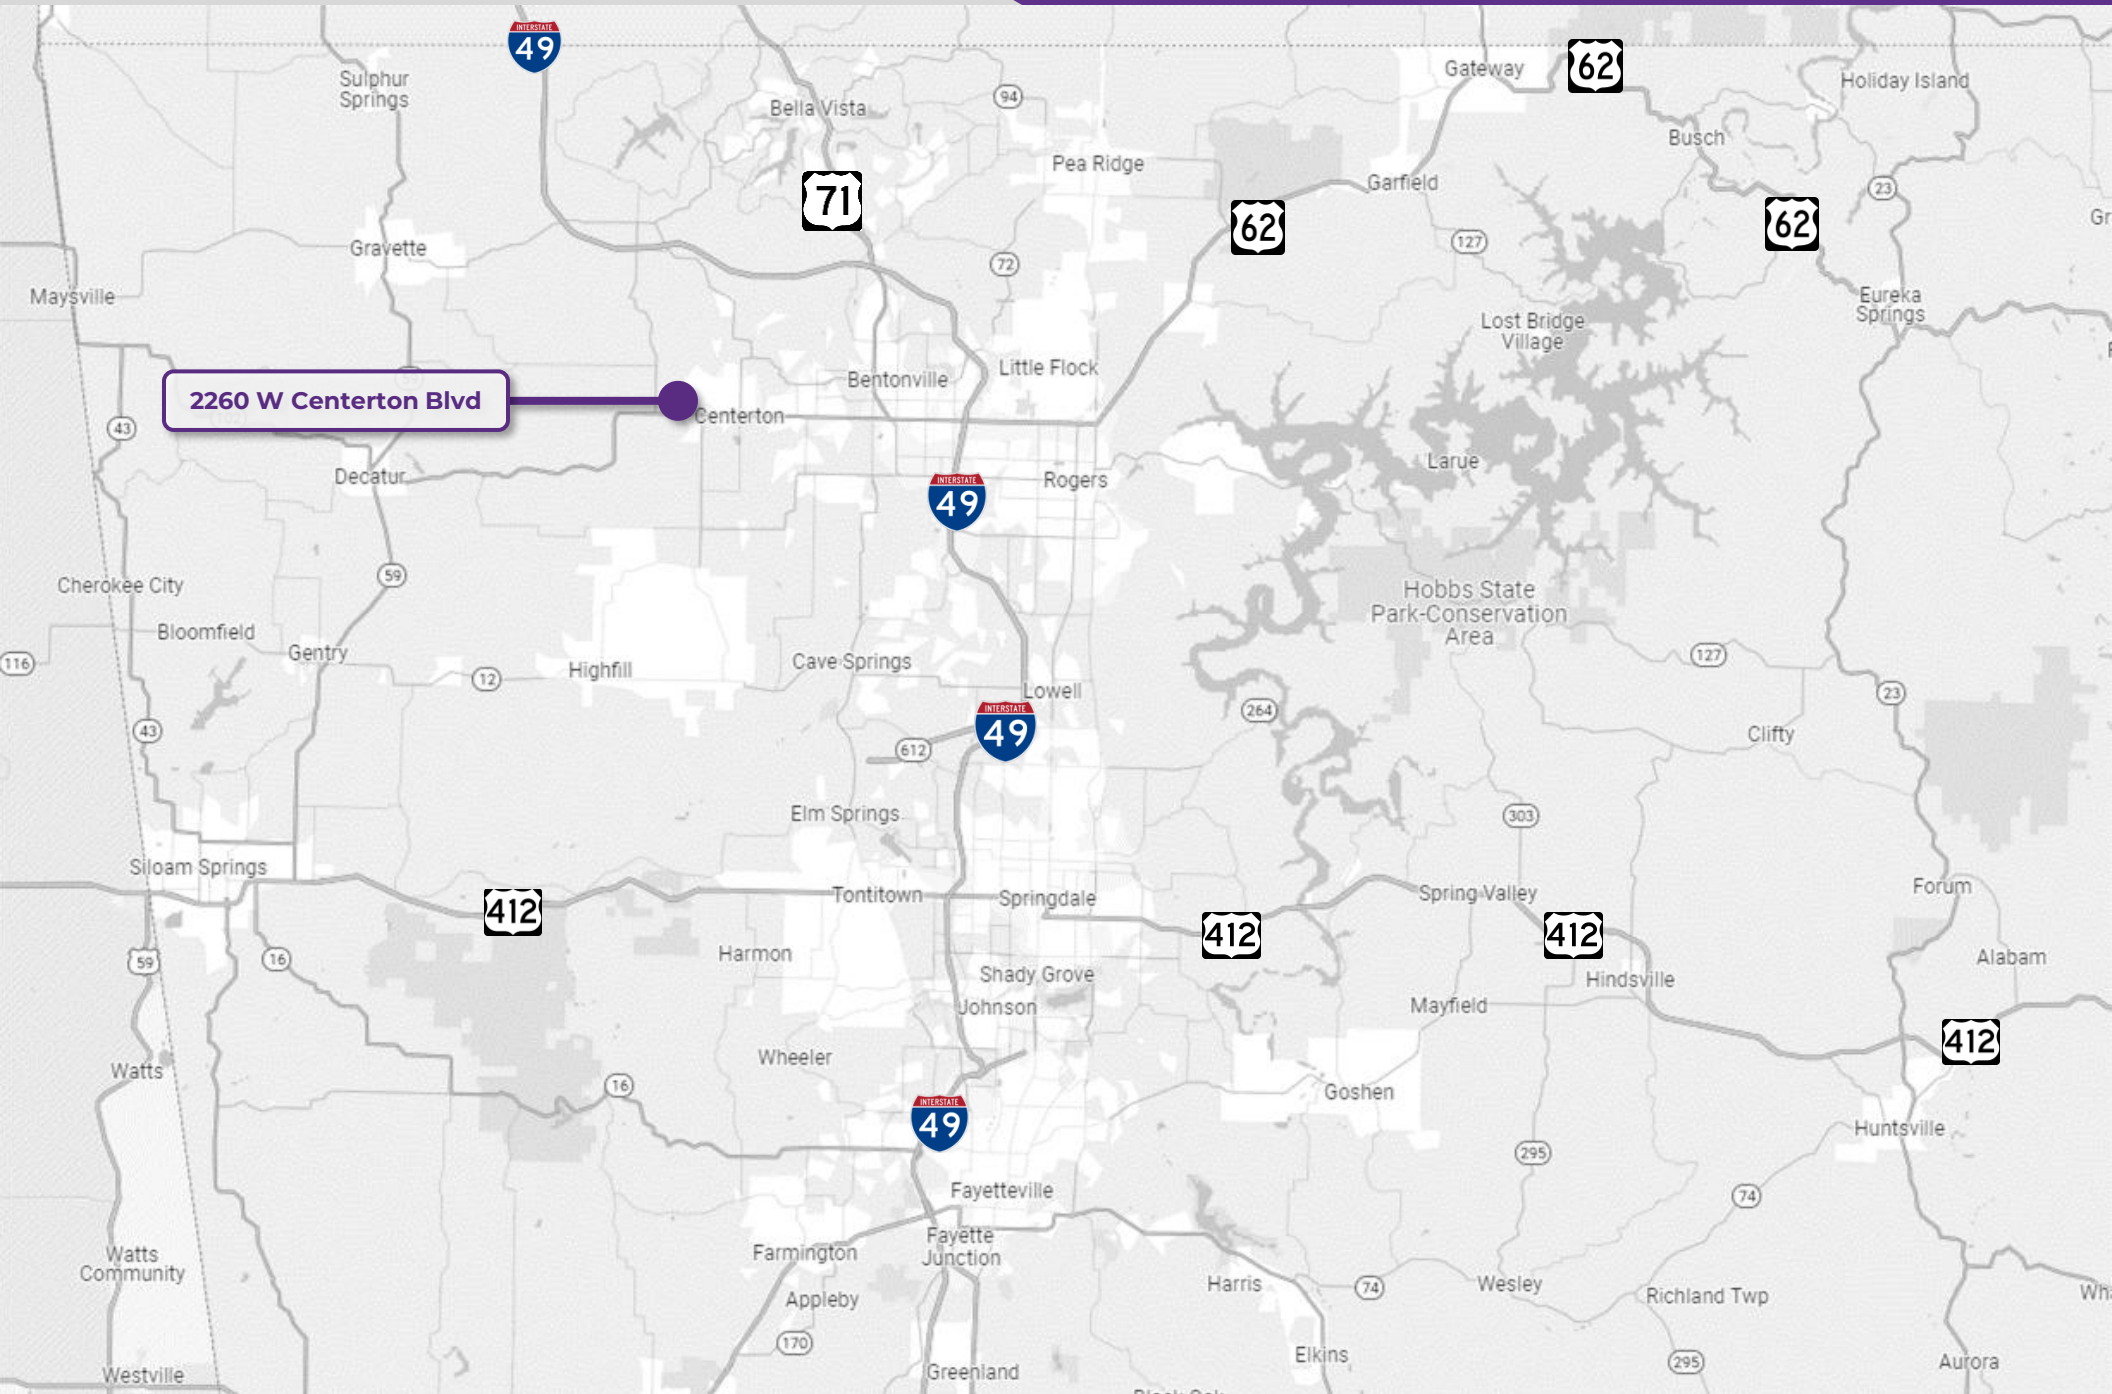 INTERSTATE
49
Sulphur
Springs
Bella Vista
94
Gateway
62
Holiday Island
Busch
Pea Ridge
71
Garfield
23
62
62
Gravette
127
72
Maysville
Eureka
Springs
Lost Bridge
Village
Little Flock
Bentonville
2260 W Centerton Blvd
Centerton
43
Decatur
Larue
Rogers
INTERSTATE
49
59
Cherokee City
Hobbs State
Park-Conservation
Area
Bloomfield
Gentry
116
12
Highfill
Cave Springs
127
Lowell
23
264
INTERSTATE
49
43
612
Clifty
Elm Springs
303
Siloam Springs
Tontitown
Springdale
Spring Valley
Forum
412
412
412
59
16
Harmon
Shady Grove
Hindsville
Alabam
Johnson
Mayfield
412
Wheeler
Watts
16
Goshen
INTERSTATE
49
Huntsville
295
Fayetteville
74
Fayette
Junction
Farmington
Watts
Community
Harris
74
Wesley
Richland Twp
Appleby
170
Elkins
295
Aurora
Westville
Greenland